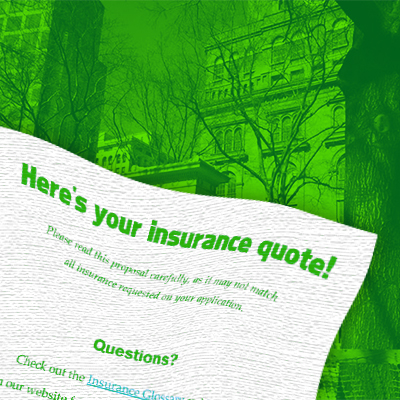 Here's your insurance quote!
Please read this proposal carefully, as it may not match
all insurance requested on your application.
Questions?
Check out the Insurance Glossary
our website